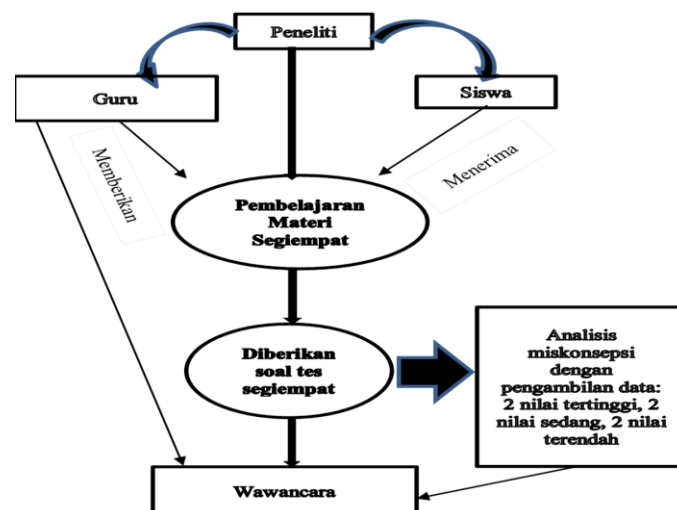 Peneliti
Guru
Siswa
Memberikan
Menerima
Pembelajaran
Materi
Segiempat
Diberikan
soal tes
segiempat
Analisis
miskonsepsi
dengan
pengambilan data:
2 nilai tertinggi, 2
nilai sedang, 2 nilai
terendah
Wawancara